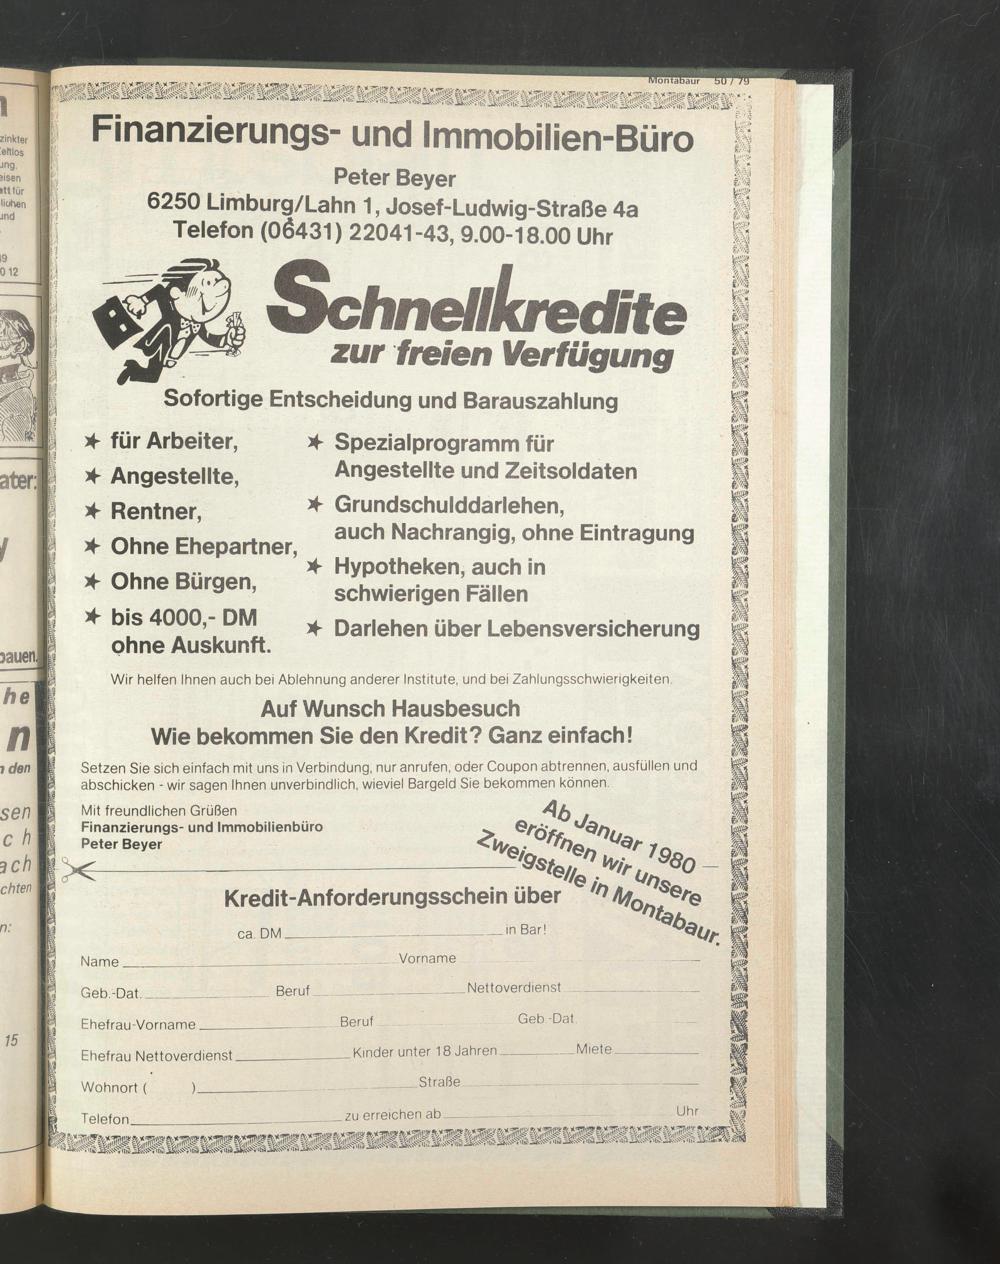 Montabaur 50 / 79
Finanzierungs- und Immobilien-Büro
Peter Beyer
6250 Limburg/Lahn 1, Josef-Ludwig-Straße 4a
Telefon (06431) 22041-43, 9.00-18.00 Uhr
Schnellkredite
zur freien Verfügung
Sofortige Entscheidung und Barauszahlung
★ für Arbeiter,
★ Angestellte,
★ Rentner,
★ Ohne Ehepartner,
★ Ohne Bürgen,
★ bis 4000,- DM
ohne Auskunft.
★ Spezialprogramm für
Angestellte und Zeitsoldaten
★ Grundschulddarlehen,
auch Nachrangig, ohne Eintragung
★ Hypotheken, auch in
schwierigen Fällen
★ Darlehen über Lebensversicherung
Wir helfen Ihnen auch bei Ablehnung anderer Institute, und bei Zahlungsschwierigkeiten.
Auf Wunsch Hausbesuch
Wie bekommen Sie den Kredit? Ganz einfach!
Setzen Sie sich einfach mit uns in Verbindung, nur anrufen, oder Coupon abtrennen, ausfüllen und
abschicken - wir sagen Ihnen unverbindlich, wieviel Bargeld Sie bekommen können.
Mit freundlichen Grüßen
Finanzierungs- und Immobilienbüro
Peter Beyer
Ab Januar 1980
eröffnen wir unsere
Zweigstelle in Montabaur.
Kredit-Anforderungsschein über
ca. DM in Bar!
Name Vorname
Geb.-Dat. Beruf Nettoverdienst
Ehefrau-Vorname Beruf Geb.-Dat.
Ehefrau Nettoverdienst Kinder unter 18 Jahren Miete
Wohnort ( ) Straße
Telefon zu erreichen ab Uhr
15